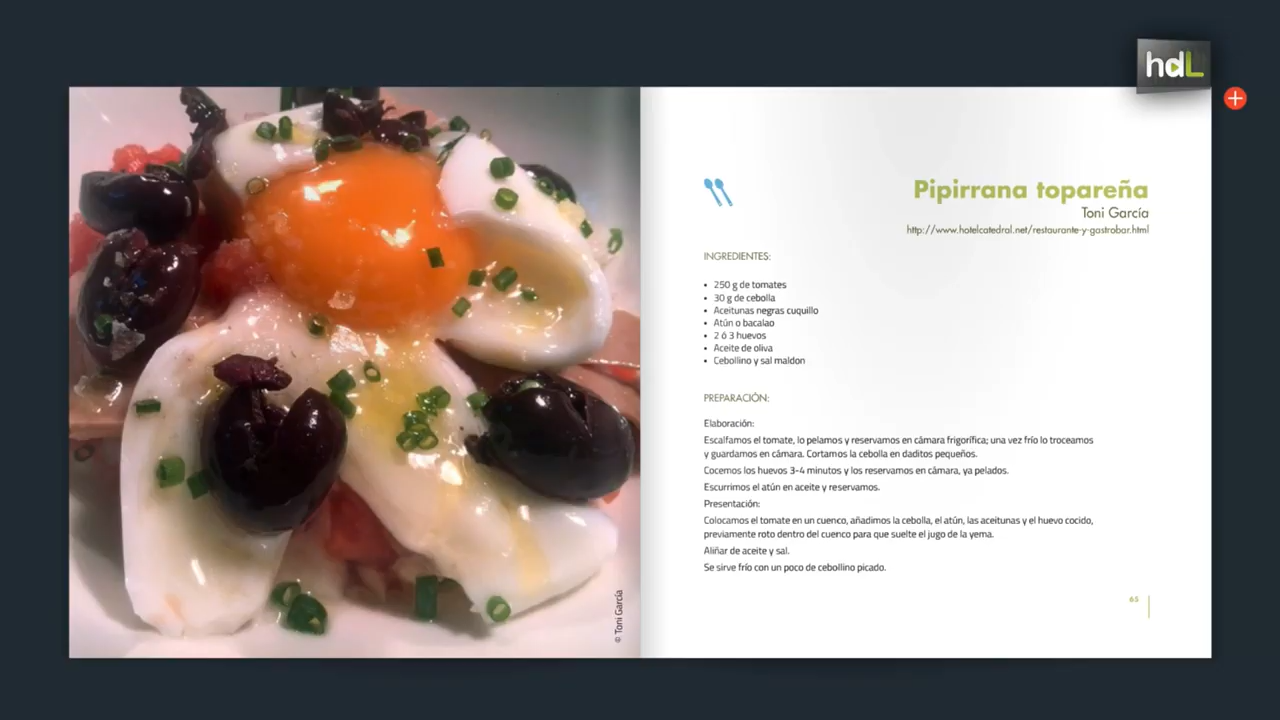 hdL
Pipirrana topareña
Toni García
http://www.hotelcatedral.net/restaurante-y-gastrobar.html
INGREDIENTES:
• 250 g de tomates
• 30 g de cebolla
• Aceitunas negras cuquillo
• Atún o bacalao
• 2 ó 3 huevos
• Aceite de oliva
• Cebollino y sal maldon
PREPARACIÓN:
Elaboración:
Escalfamos el tomate, lo pelamos y reservamos en cámara frigorífica; una vez frío lo troceamos
y guardamos en cámara. Cortamos la cebolla en daditos pequeños.
Cocemos los huevos 3-4 minutos y los reservamos en cámara, ya pelados.
Escurrimos el atún en aceite y reservamos.
Presentación:
Colocamos el tomate en un cuenco, añadimos la cebolla, el atún, las aceitunas y el huevo cocido,
previamente roto dentro del cuenco para que suelte el jugo de la yema.
Aliñar de aceite y sal.
Se sirve frío con un poco de cebollino picado.
65
© Toni García